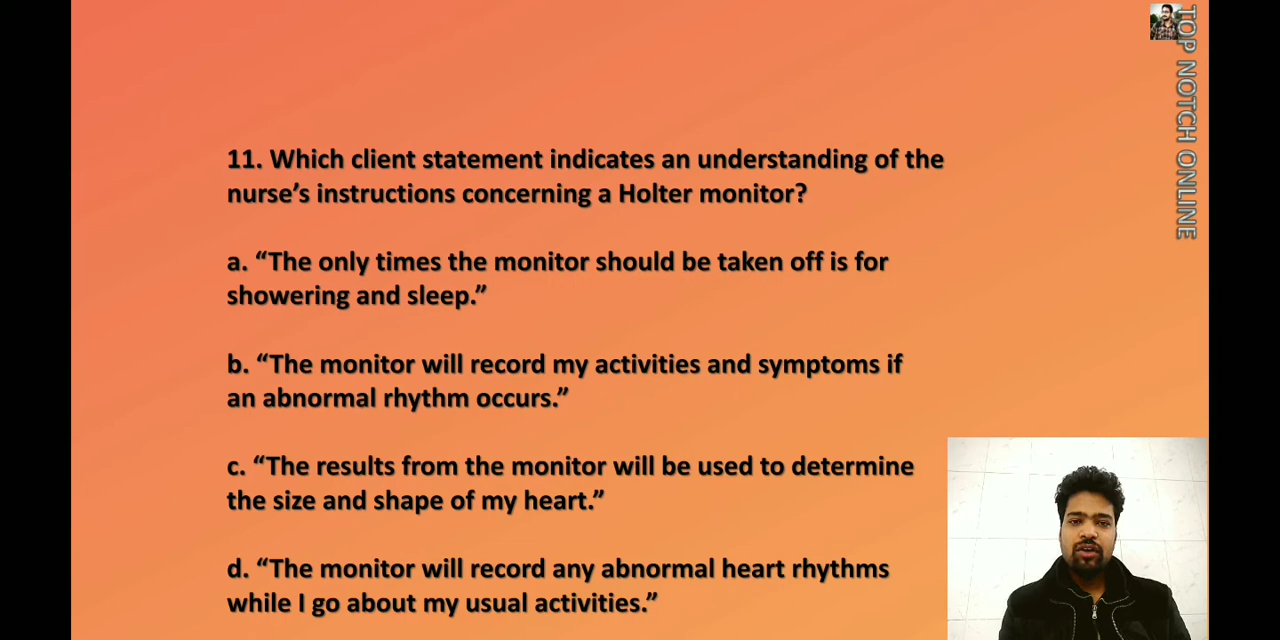 11. Which client statement indicates an understanding of the
nurse’s instructions concerning a Holter monitor?
a. “The only times the monitor should be taken off is for
showering and sleep.”
b. “The monitor will record my activities and symptoms if
an abnormal rhythm occurs.”
c. “The results from the monitor will be used to determine
the size and shape of my heart.”
d. “The monitor will record any abnormal heart rhythms
while I go about my usual activities.”
TOP NOTCH ONLINE